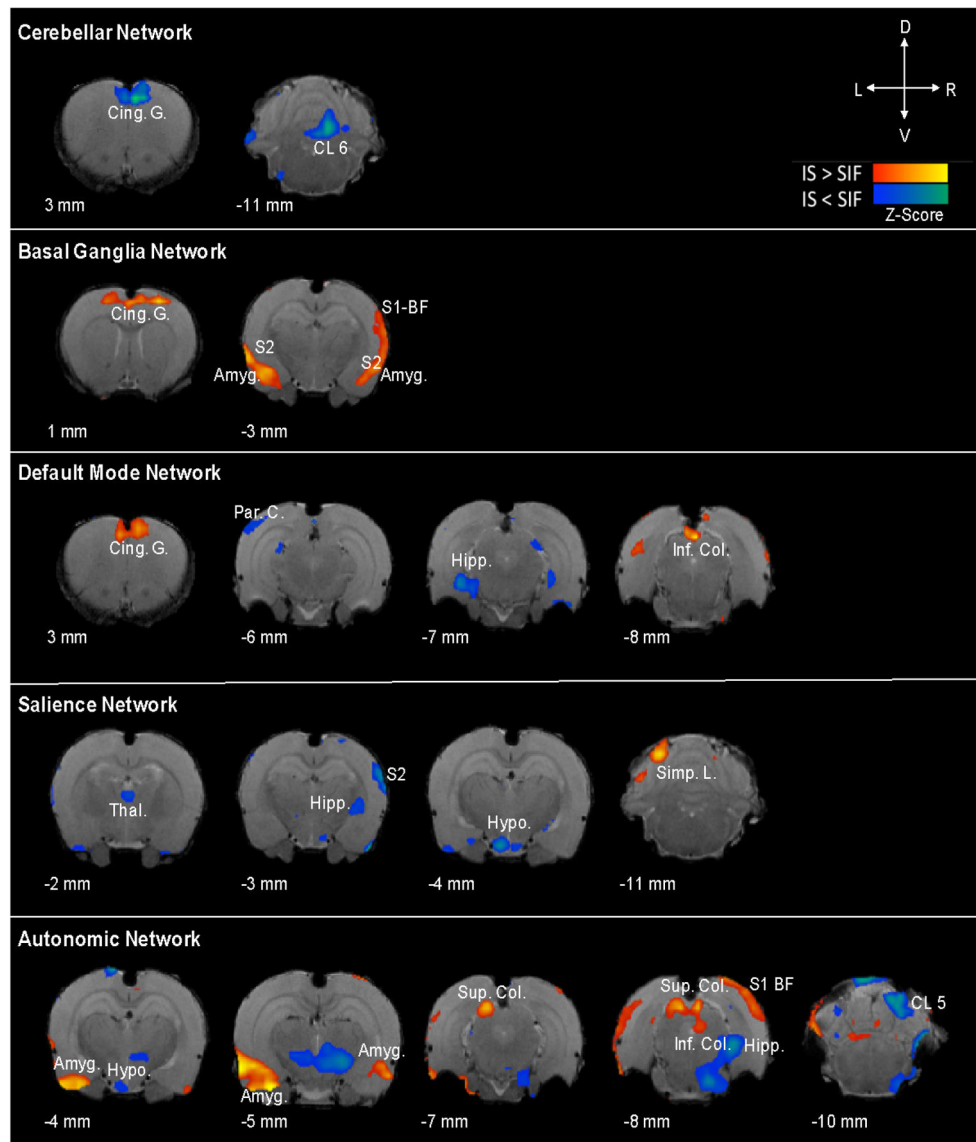 Cerebellar Network
D
L
R
V
Cing. G.
CL 6
3 mm
-11 mm
IS > SIF
IS < SIF
Z-Score
Basal Ganglia Network
Cing. G.
S1-BF
S2
S2
Amyg.
Amyg.
1 mm
-3 mm
Default Mode Network
Cing. G.
Par. C.
Hipp.
Inf. Col.
3 mm
-6 mm
-7 mm
-8 mm
Salience Network
Thal.
Hipp.
S2
Hypo.
Simp. L.
-2 mm
-3 mm
-4 mm
-11 mm
Autonomic Network
Amyg.
Hypo.
Amyg.
Amyg.
Sup. Col.
Sup. Col.
S1 BF
Inf. Col.
Hipp.
CL 5
-4 mm
-5 mm
-7 mm
-8 mm
-10 mm